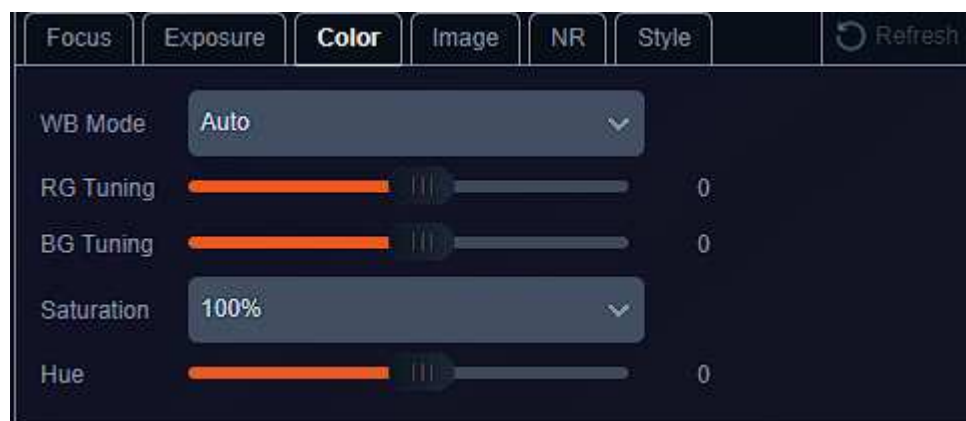 Focus Exposure Color Image NR Style Refresh
WB Mode Auto
RG Tuning 0
BG Tuning 0
Saturation 100%
Hue 0